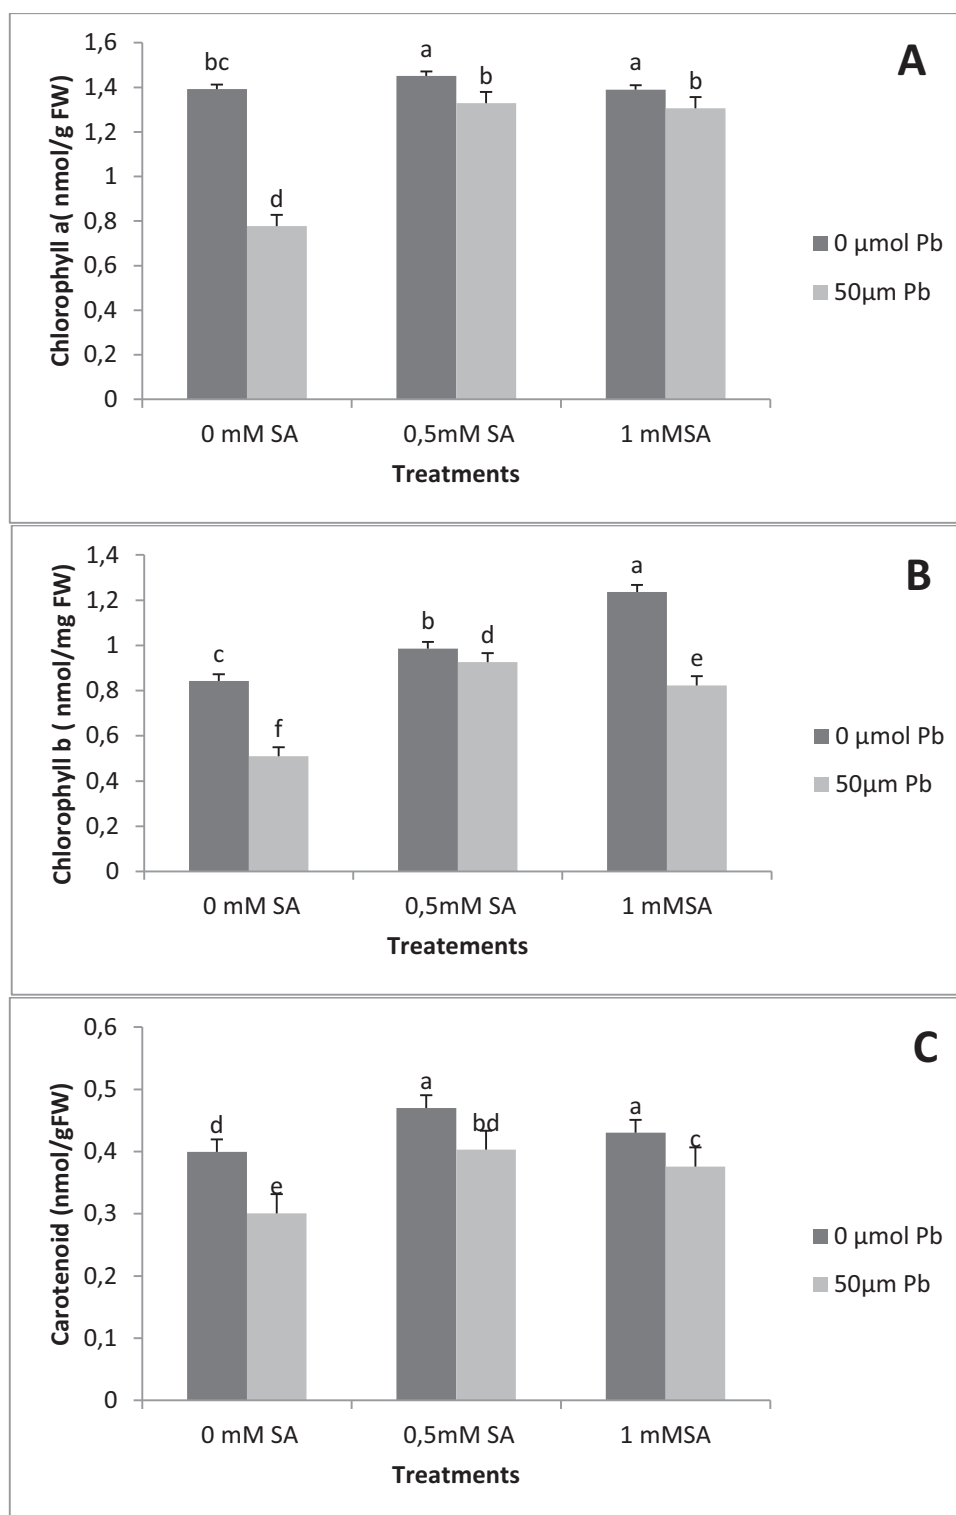 A
Chlorophyll a( nmol/g FW)
1,6
1,4
1,2
1
0,8
0,6
0,4
0,2
0
bc
d
a
b
a
b
0 mM SA
0,5mM SA
1 mMSA
Treatments
0 µmol Pb
50µm Pb
B
Chlorophyll b ( nmol/mg FW)
1,4
1,2
1
0,8
0,6
0,4
0,2
0
c
f
b
d
a
e
0 mM SA
0,5mM SA
1 mMSA
Treatements
0 µmol Pb
50µm Pb
C
Carotenoid (nmol/gFW)
0,6
0,5
0,4
0,3
0,2
0,1
0
d
e
a
bd
a
c
0 mM SA
0,5mM SA
1 mMSA
Treatments
0 µmol Pb
50µm Pb